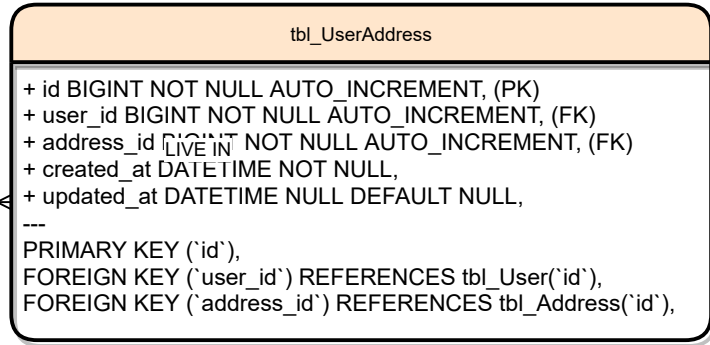 tbl_UserAddress
+ id BIGINT NOT NULL AUTO_INCREMENT, (PK)
+ user_id BIGINT NOT NULL AUTO_INCREMENT, (FK)
+ address_id BIGINT NOT NULL AUTO_INCREMENT, (FK)
LIVE IN
+ created_at DATETIME NOT NULL,
+ updated_at DATETIME NULL DEFAULT NULL,
---
PRIMARY KEY (`id`),
FOREIGN KEY (`user_id`) REFERENCES tbl_User(`id`),
FOREIGN KEY (`address_id`) REFERENCES tbl_Address(`id`),